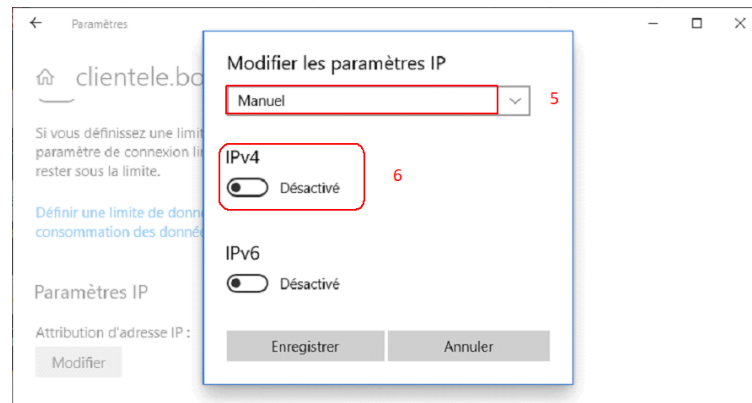 Paramètres
clientele.bo
Si vous définissez une limit
paramètre de connexion li
rester sous la limite.
Définir une limite de donn
consommation des donné
Paramètres IP
Attribution d'adresse IP :
Modifier
Modifier les paramètres IP
Manuel
5
IPv4
Désactivé
6
IPv6
Désactivé
Enregistrer
Annuler